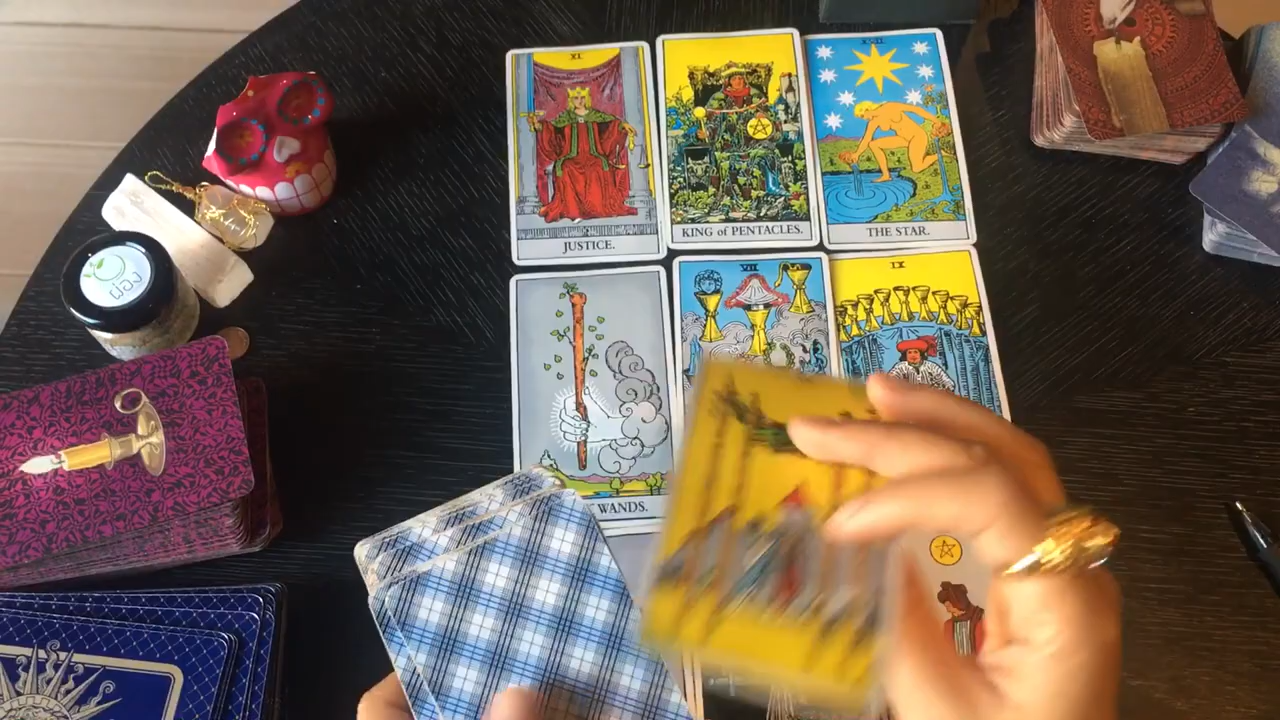 XI
JUSTICE.
KING of PENTACLES.
XVII
THE STAR.
WANDS.
VII
IX